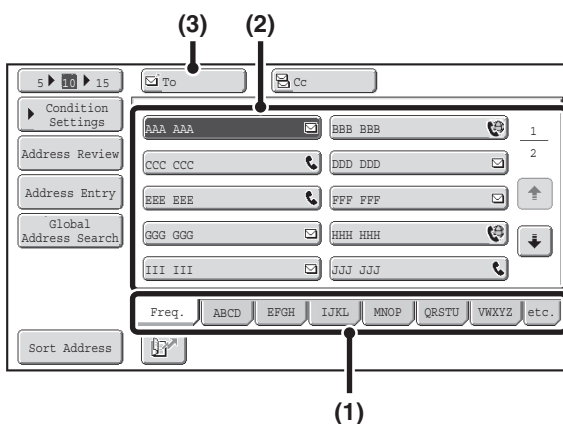 (3) (2)
5 10 15 To Cc
Condition
Settings
AAA AAA BBB BBB 1
Address Review CCC CCC DDD DDD 2
Address Entry EEE EEE FFF FFF
Global
Address Search GGG GGG HHH HHH
III III JJJ JJJ
Freq. ABCD EFGH IJKL MNOP QRSTU VWXYZ etc.
Sort Address
(1)